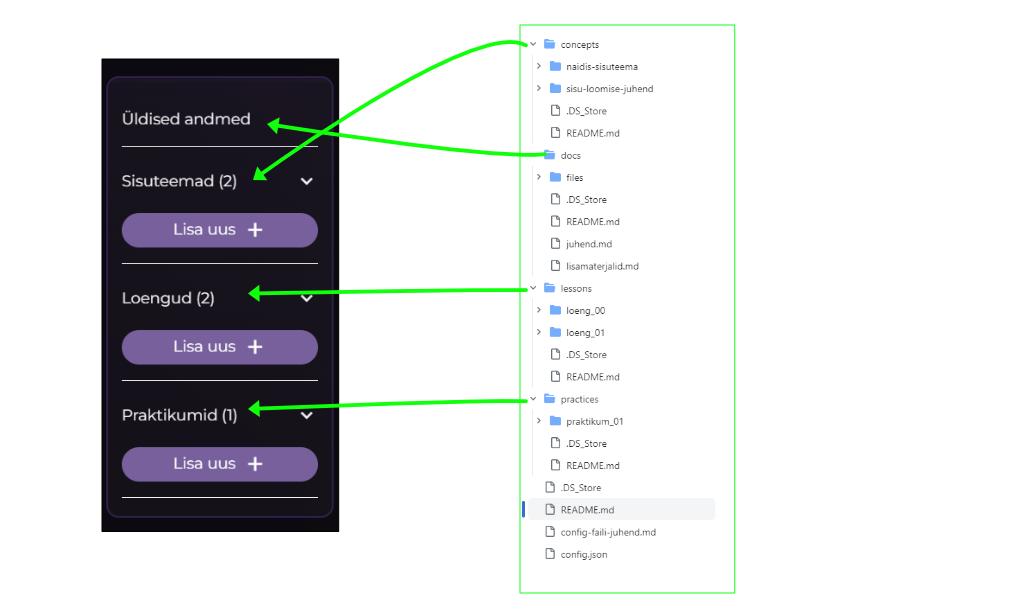 Üldised andmed
Sisuteemad (2)
Lisa uus +
Loengud (2)
Lisa uus +
Praktikumid (1)
Lisa uus +
concepts
naidis-sisuteema
sisu-loomise-juhend
.DS_Store
README.md
docs
files
.DS_Store
README.md
juhend.md
lisamaterjalid.md
lessons
loeng_00
loeng_01
.DS_Store
README.md
practices
praktikum_01
.DS_Store
README.md
.DS_Store
README.md
config-faili-juhend.md
config.json